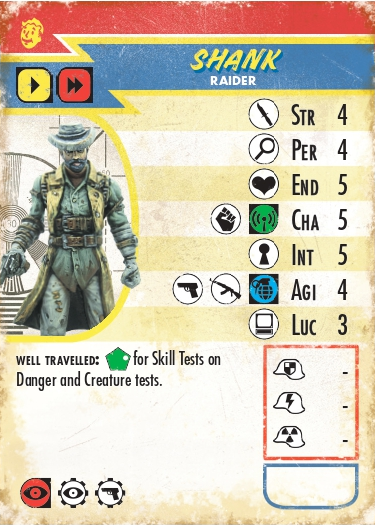 SHANK
RAIDER
STR 4
PER 4
END 5
CHA 5
INT 5
AGI 4
LUC 3
WELL TRAVELLED: for Skill Tests on
Danger and Creature tests.
-
-
-